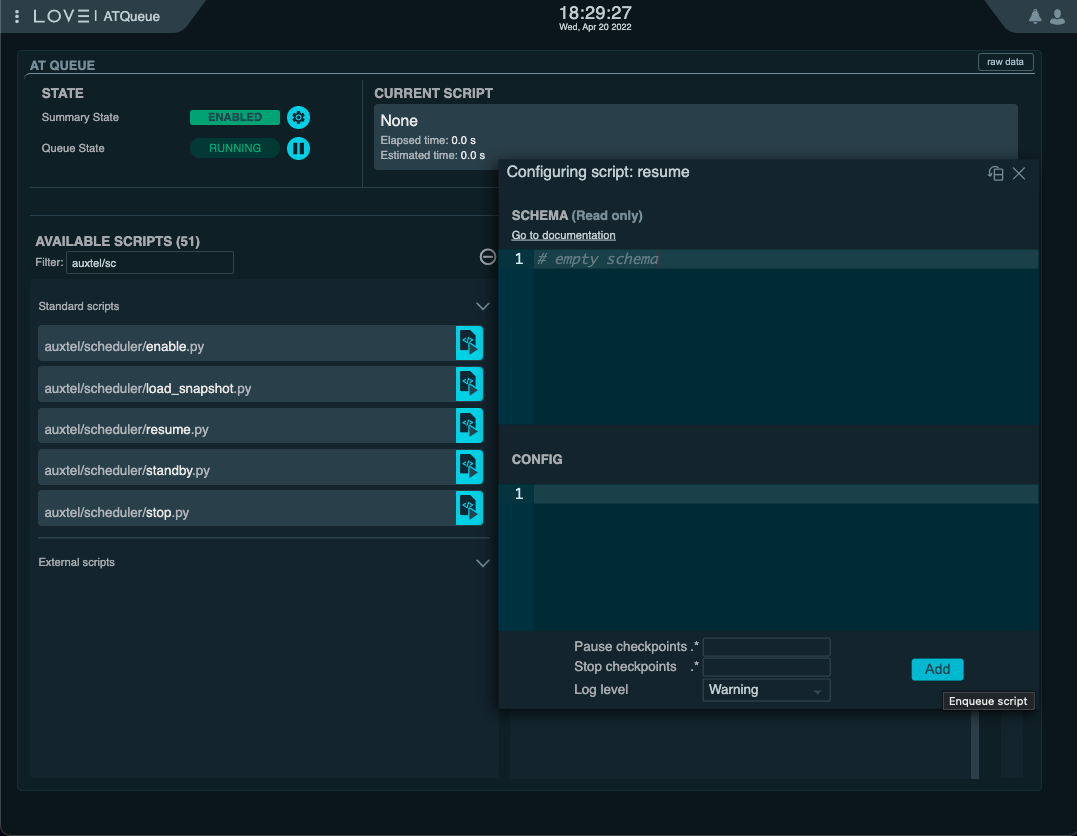 LOVE | ATQueue
18:29:27
Wed, Apr 20 2022
AT QUEUE
raw data
STATE
Summary State ENABLED
Queue State RUNNING
CURRENT SCRIPT
None
Elapsed time: 0.0 s
Estimated time: 0.0 s
AVAILABLE SCRIPTS (51)
Filter: auxtel/sc
Standard scripts
auxtel/scheduler/enable.py
auxtel/scheduler/load_snapshot.py
auxtel/scheduler/resume.py
auxtel/scheduler/standby.py
auxtel/scheduler/stop.py
External scripts
Configuring script: resume
SCHEMA (Read only)
Go to documentation
1 # empty schema
CONFIG
1
Pause checkpoints .*
Stop checkpoints .*
Log level Warning
Add
Enqueue script